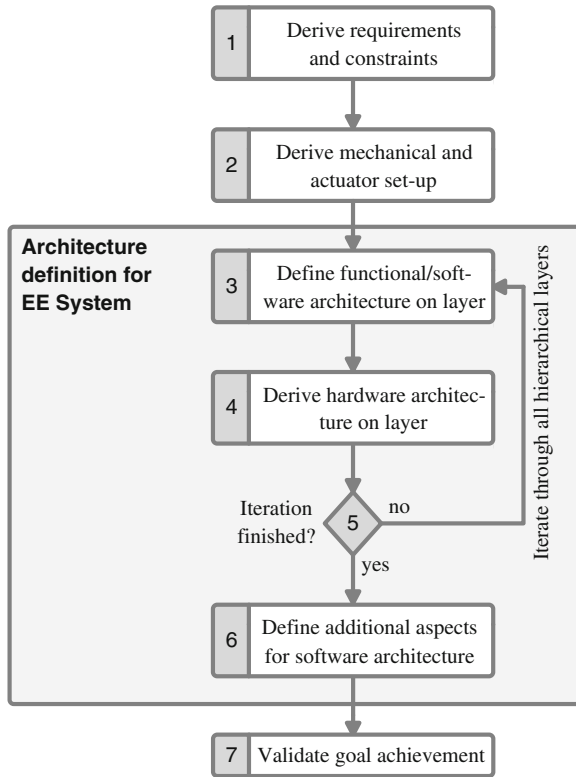 1
Derive requirements
and constraints
2
Derive mechanical and
actuator set-up
Architecture
definition for
EE System
3
Define functional/soft-
ware architecture on layer
4
Derive hardware architec-
ture on layer
Iteration
finished?
5
no
yes
Iterate through all hierarchical layers
6
Define additional aspects
for software architecture
7
Validate goal achievement